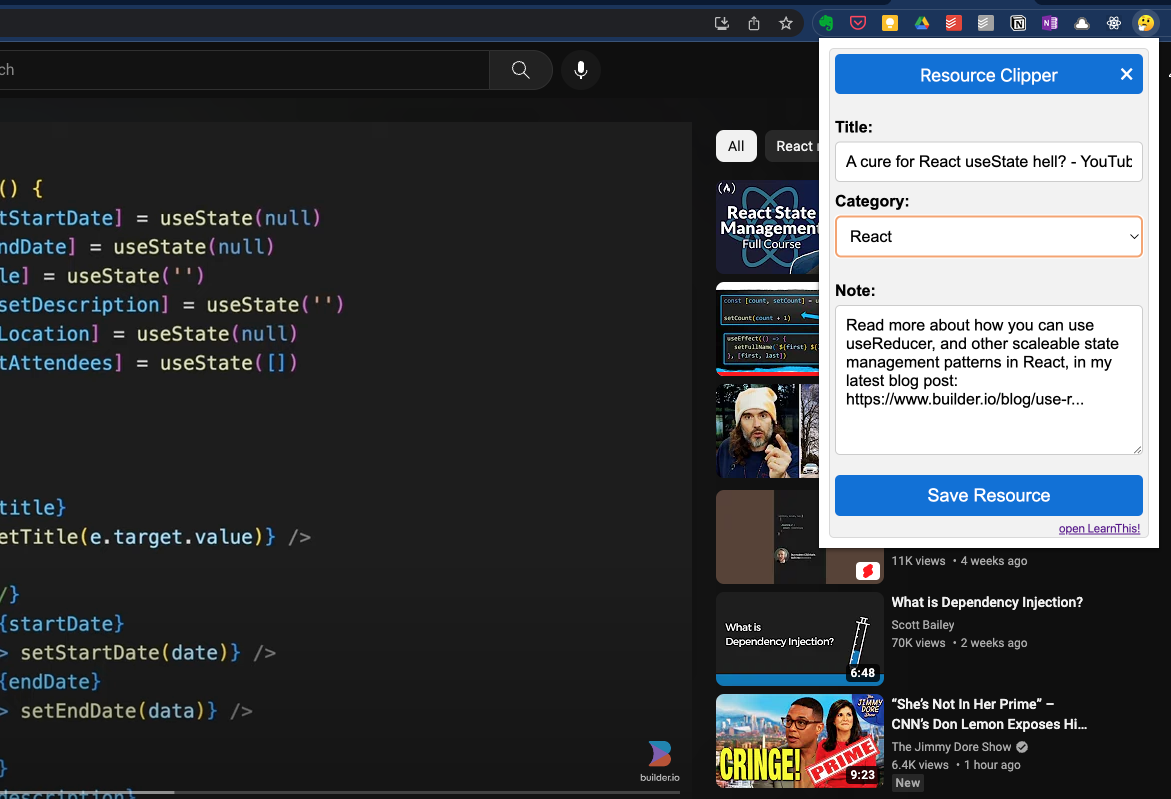 ch
() {
tStartDate] = useState(null)
ndDate] = useState(null)
le] = useState('')
setDescription] = useState('')
Location] = useState(null)
tAttendees] = useState([])
title}
etTitle(e.target.value)} />
/}
{startDate}
> setStartDate(date)} />
{endDate}
> setEndDate(data)} />
}
description}
builder.io
All
React
React State
Management
Full Course
const [count, setCount] = u
setCount(count + 1)
useEffect(() => {
setFullName(`${first} ${
}, [first, last])
11K views • 4 weeks ago
What is
Dependency Injection?
6:48
What is Dependency Injection?
Scott Bailey
70K views • 2 weeks ago
CRINGE!
PRIME
THE JIMMY DORE SHOW
9:23
“She’s Not In Her Prime” –
CNN’s Don Lemon Exposes Hi...
The Jimmy Dore Show
6.4K views • 1 hour ago
New
Resource Clipper
Title:
A cure for React useState hell? - YouTub
Category:
React
Note:
Read more about how you can use
useReducer, and other scaleable state
management patterns in React, in my
latest blog post:
https://www.builder.io/blog/use-r...
Save Resource
open LearnThis!